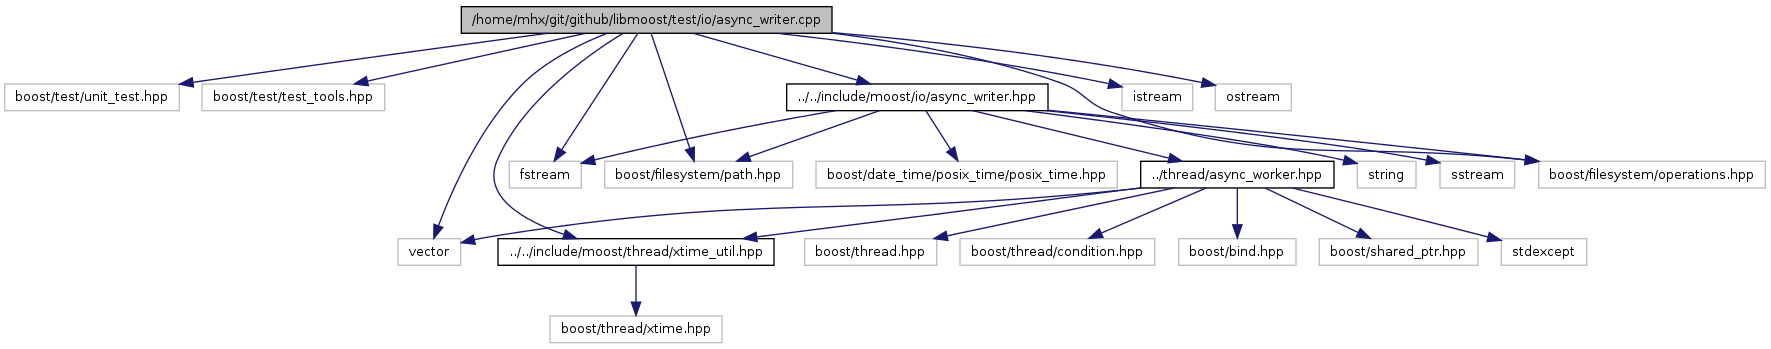 /home/mhx/git/github/libmoost/test/io/async_writer.cpp
boost/test/unit_test.hpp
boost/test/test_tools.hpp
../../include/moost/io/async_writer.hpp
istream
ostream
fstream
boost/filesystem/path.hpp
boost/date_time/posix_time/posix_time.hpp
../thread/async_worker.hpp
string
sstream
boost/filesystem/operations.hpp
vector
../../include/moost/thread/xtime_util.hpp
boost/thread.hpp
boost/thread/condition.hpp
boost/bind.hpp
boost/shared_ptr.hpp
stdexcept
boost/thread/xtime.hpp